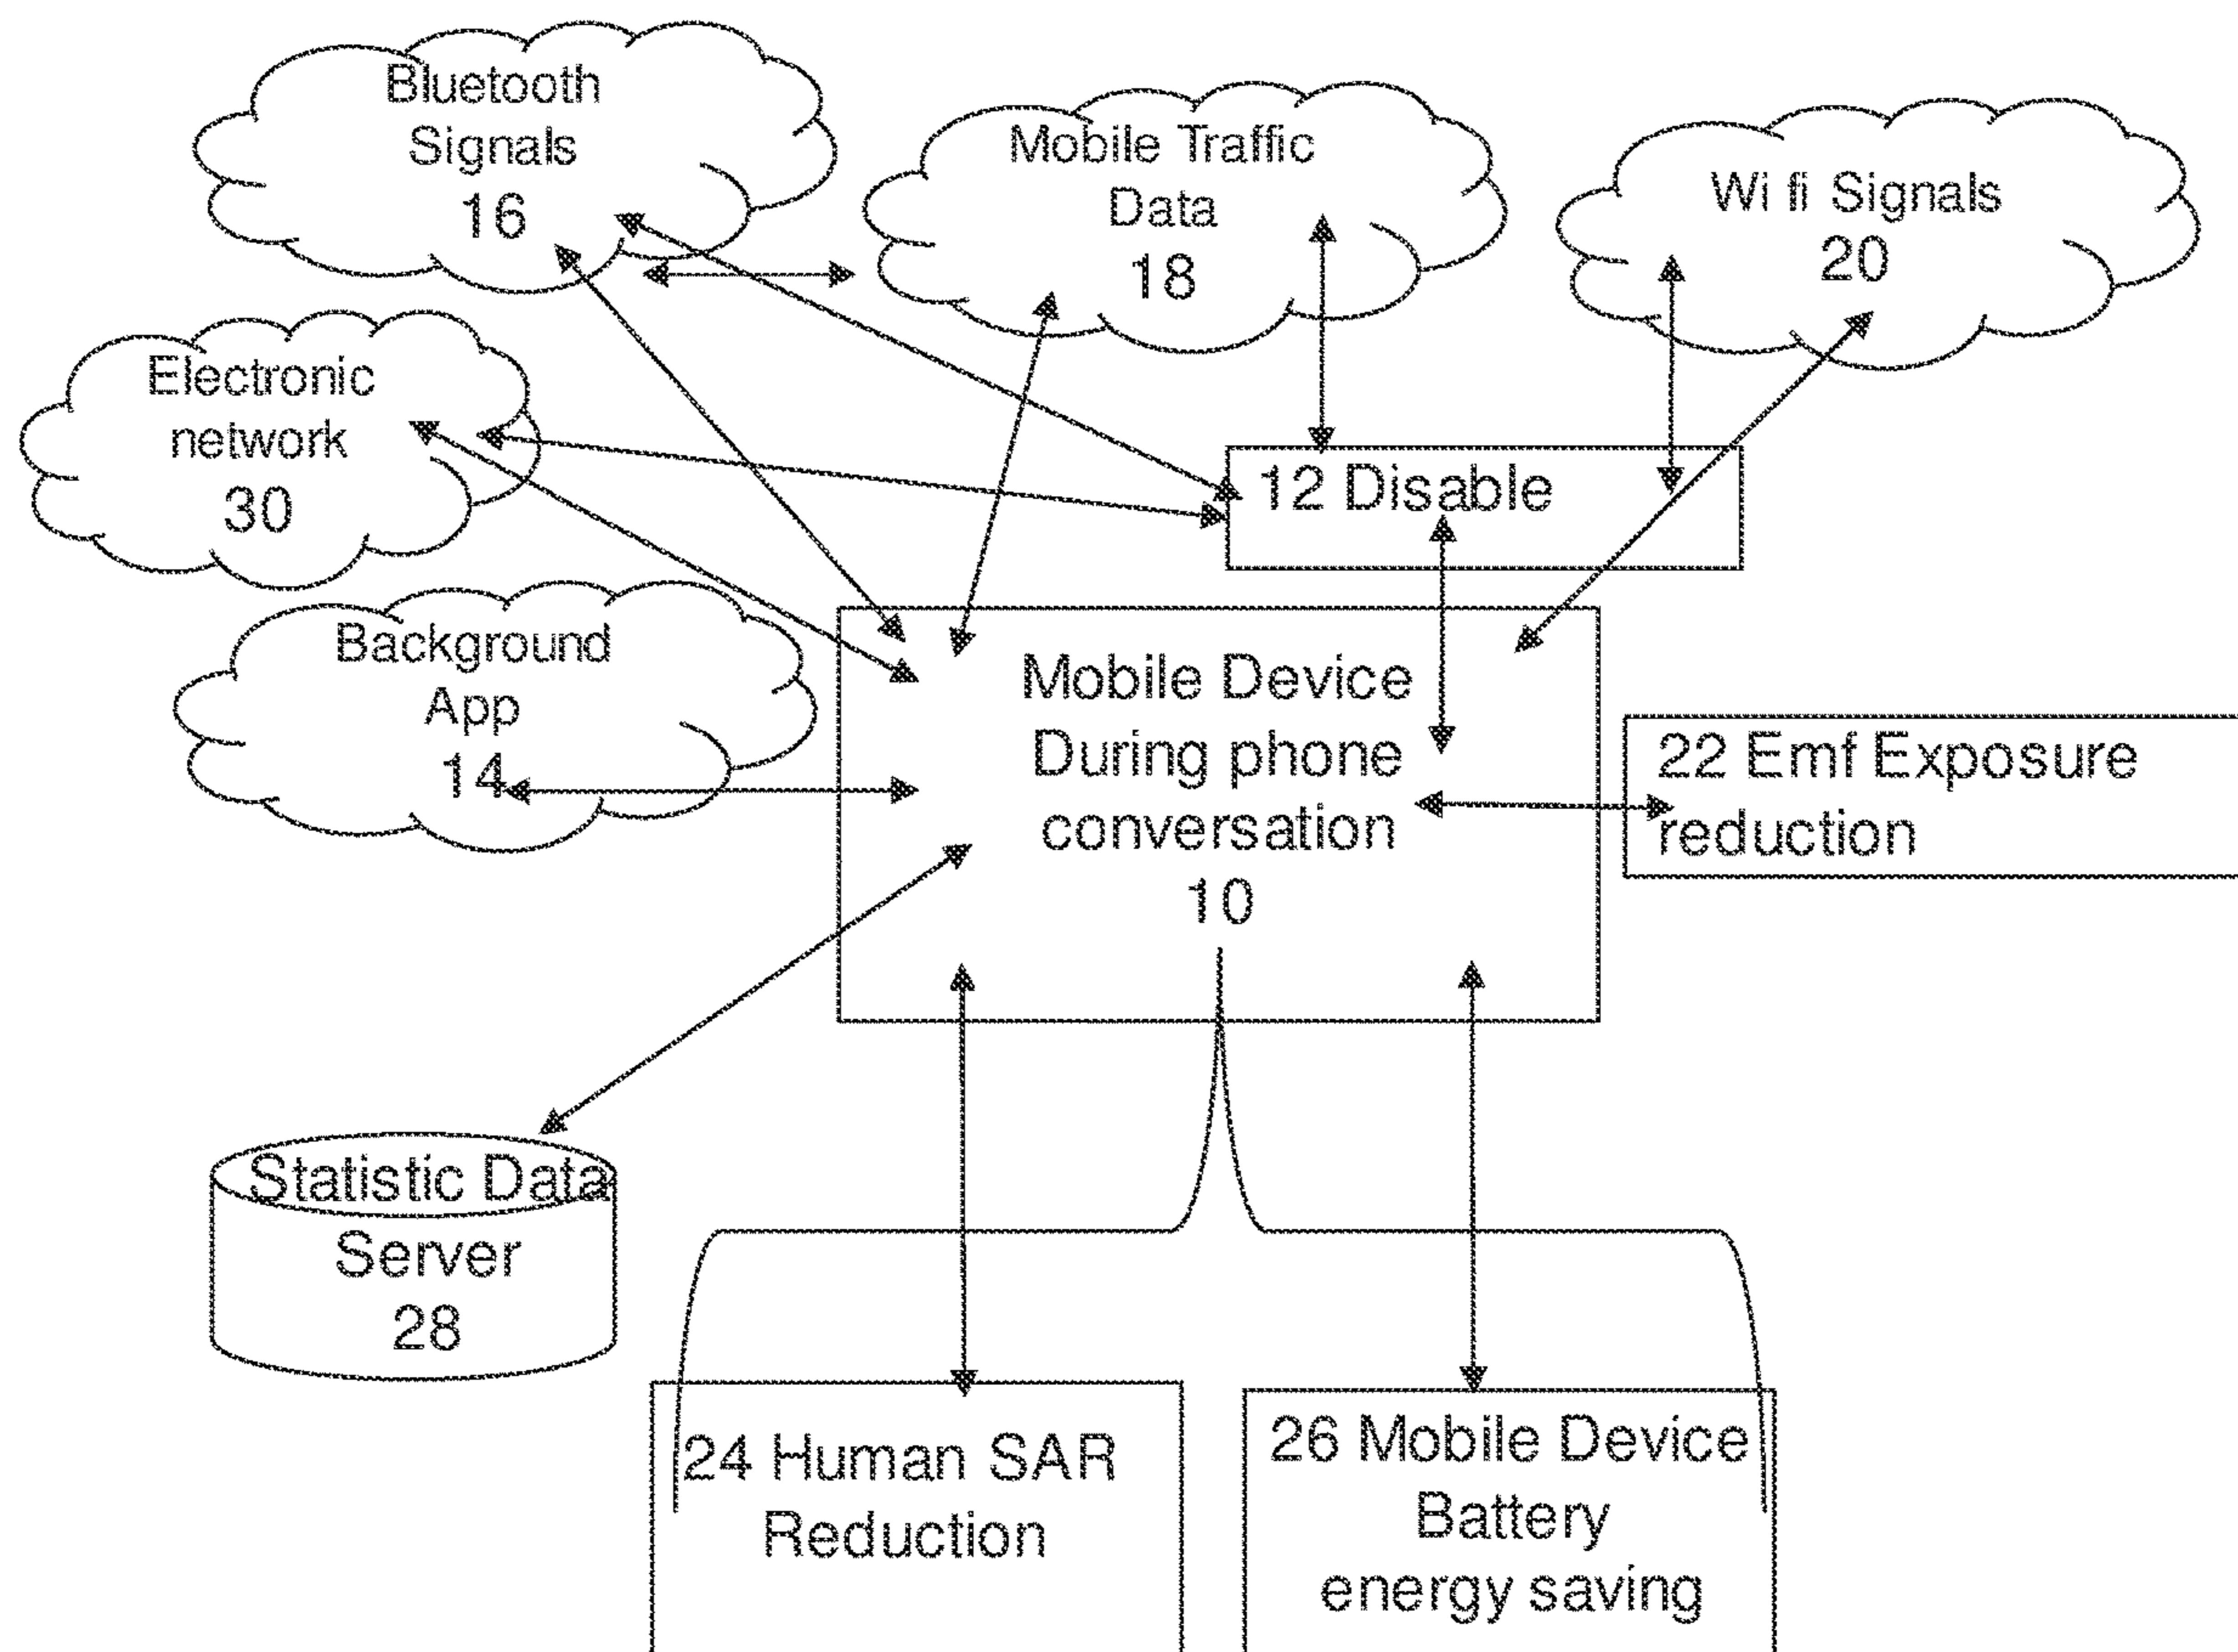 Bluetooth
Signals
16
Mobile Traffic
Data
18
Wi fi Signals
20
Electronic
network
30
12 Disable
Background
App
14
Mobile Device
During phone
conversation
10
22 Emf Exposure
reduction
Statistic Data
Server
28
24 Human SAR
Reduction
26 Mobile Device
Battery
energy saving